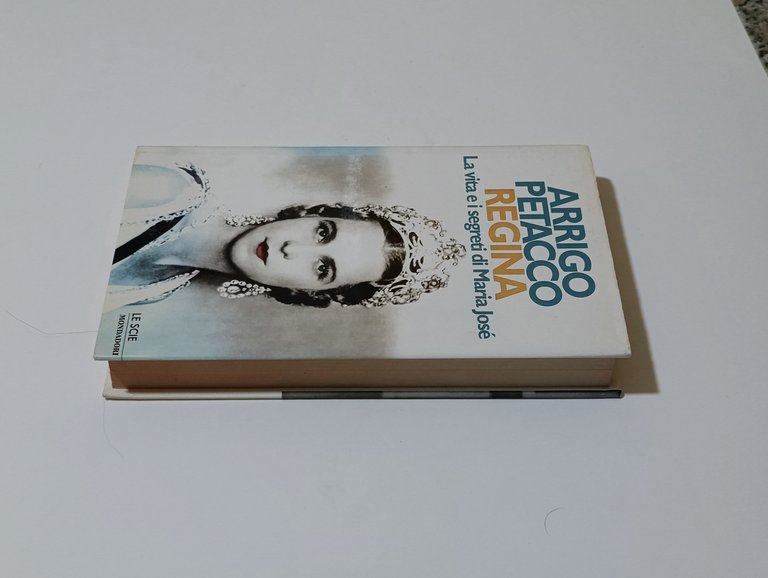 ARRIGO
PETACCO
REGINA
La vita e i segreti di Maria José
LE SCIE
MONDADORI